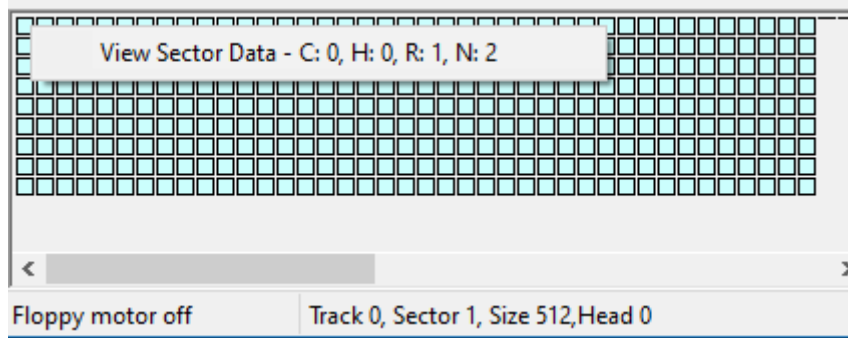 View Sector Data - C: 0, H: 0, R: 1, N: 2
Floppy motor off
Track 0, Sector 1, Size 512,Head 0